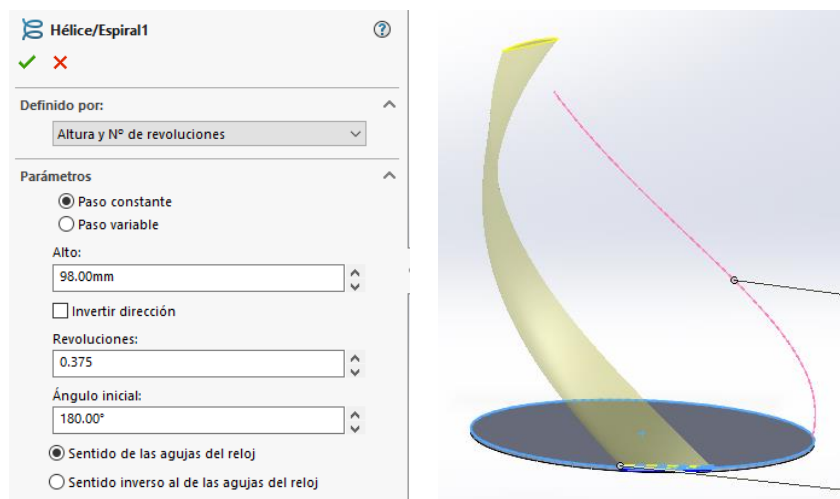 Hélice/Espiral1
Definido por:
Altura y Nº de revoluciones
Parámetros
Paso constante
Paso variable
Alto:
98.00mm
Invertir dirección
Revoluciones:
0.375
Ángulo inicial:
180.00°
Sentido de las agujas del reloj
Sentido inverso al de las agujas del reloj